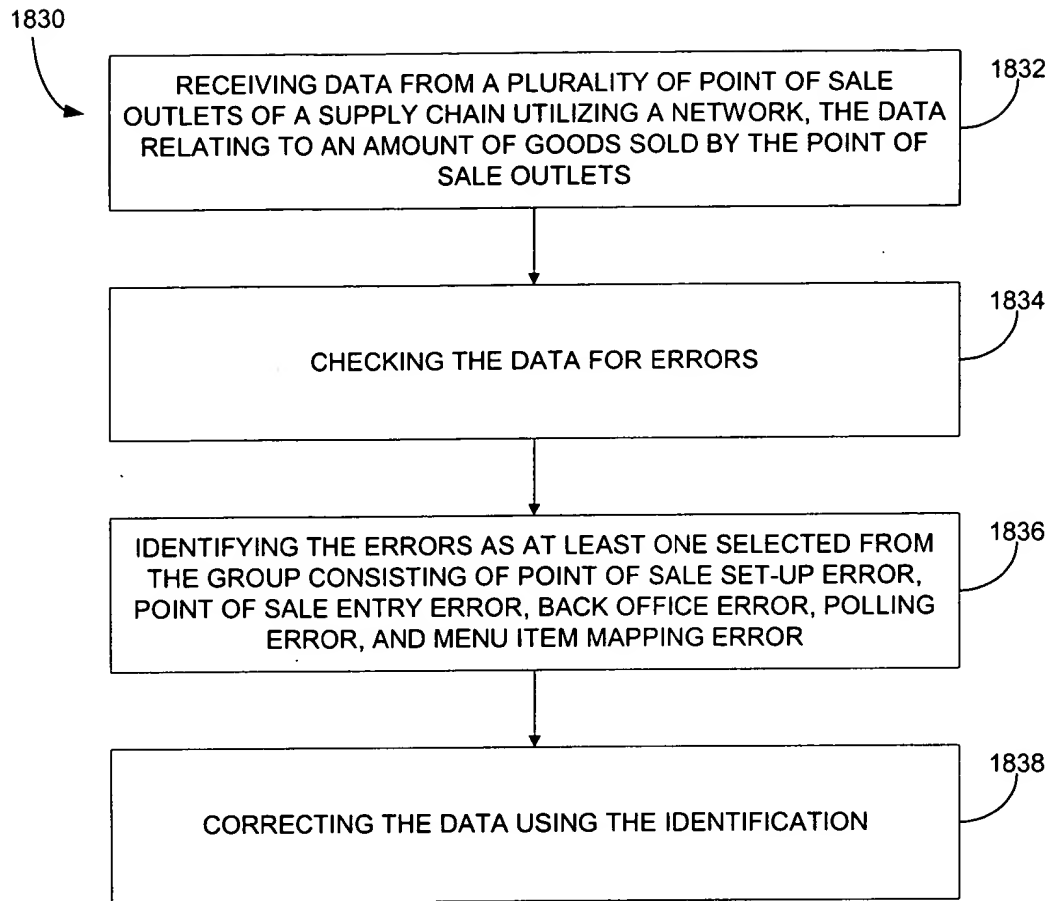 1830
1832
RECEIVING DATA FROM A PLURALITY OF POINT OF SALE
OUTLETS OF A SUPPLY CHAIN UTILIZING A NETWORK, THE DATA
RELATING TO AN AMOUNT OF GOODS SOLD BY THE POINT OF
SALE OUTLETS
1834
CHECKING THE DATA FOR ERRORS
1836
IDENTIFYING THE ERRORS AS AT LEAST ONE SELECTED FROM
THE GROUP CONSISTING OF POINT OF SALE SET-UP ERROR,
POINT OF SALE ENTRY ERROR, BACK OFFICE ERROR, POLLING
ERROR, AND MENU ITEM MAPPING ERROR
1838
CORRECTING THE DATA USING THE IDENTIFICATION